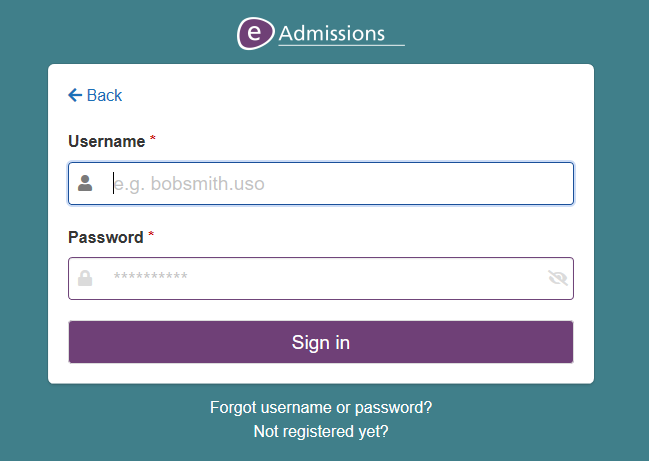 e Admissions
Back
Username *
e.g. bobsmith.uso
Password *
**********
Sign in
Forgot username or password?
Not registered yet?